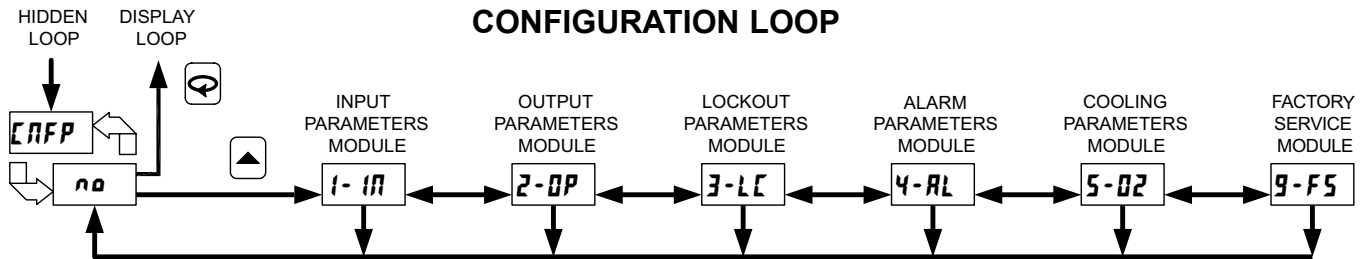 CONFIGURATION LOOP
HIDDEN
LOOP
DISPLAY
LOOP
CNFP
no
INPUT
PARAMETERS
MODULE
1-IN
OUTPUT
PARAMETERS
MODULE
2-OP
LOCKOUT
PARAMETERS
MODULE
3-LC
ALARM
PARAMETERS
MODULE
4-AL
COOLING
PARAMETERS
MODULE
5-O2
FACTORY
SERVICE
MODULE
9-FS